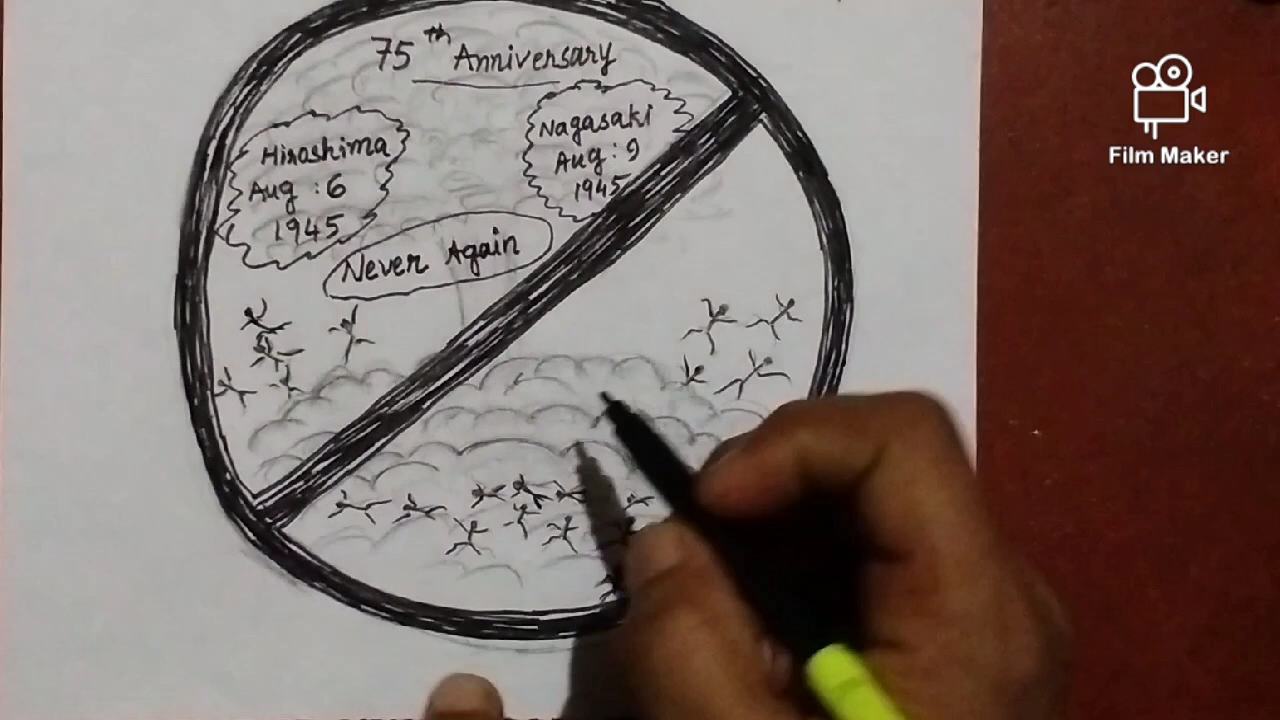 75th Anniversary
Hiroshima
Aug : 6
1945
Nagasaki
Aug : 9
1945
Never Again
Film Maker